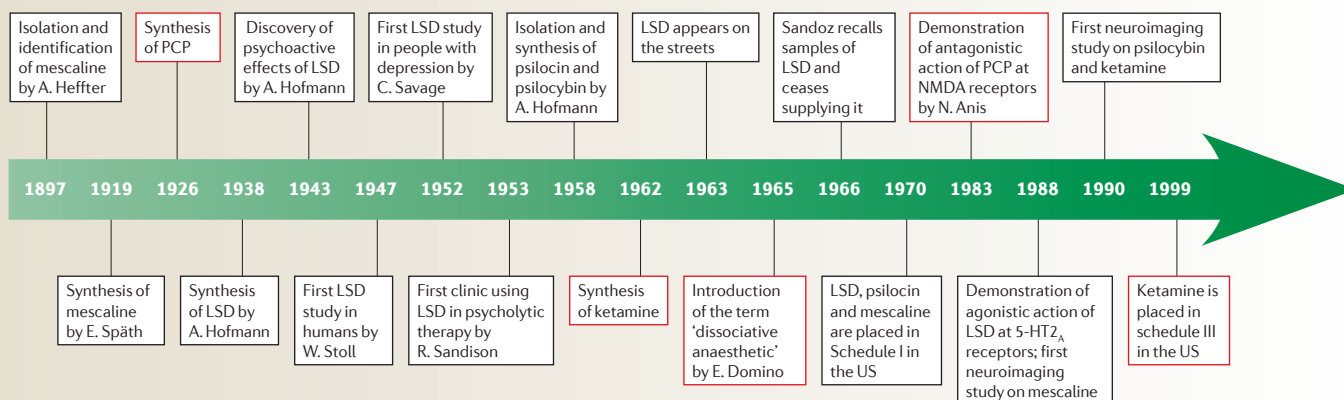 Isolation and
identification
of mescaline
by A. Heffter
Synthesis
of PCP
Discovery of
psychoactive
effects of LSD
by A. Hofmann
First LSD study
in people with
depression by
C. Savage
Isolation and
synthesis of
psilocin and
psilocybin by
A. Hofmann
LSD appears on
the streets
Sandoz recalls
samples of
LSD and
ceases
supplying it
Demonstration
of antagonistic
action of PCP at
NMDA receptors
by N. Anis
First neuroimaging
study on psilocybin
and ketamine
1897 1919 1926 1938 1943 1947 1952 1953 1958 1962 1963 1965 1966 1970 1983 1988 1990 1999
Synthesis of
mescaline
by E. Späth
Synthesis
of LSD by
A. Hofmann
First LSD
study in
humans by
W. Stoll
First clinic using
LSD in psycholytic
therapy by
R. Sandison
Synthesis
of ketamine
Introduction
of the term
‘dissociative
anaesthetic’
by E. Domino
LSD, psilocin
and mescaline
are placed in
Schedule I in
the US
Demonstration of
agonistic action of
LSD at 5-HT2A
receptors; first
neuroimaging
study on mescaline
Ketamine is
placed in
schedule III
in the US